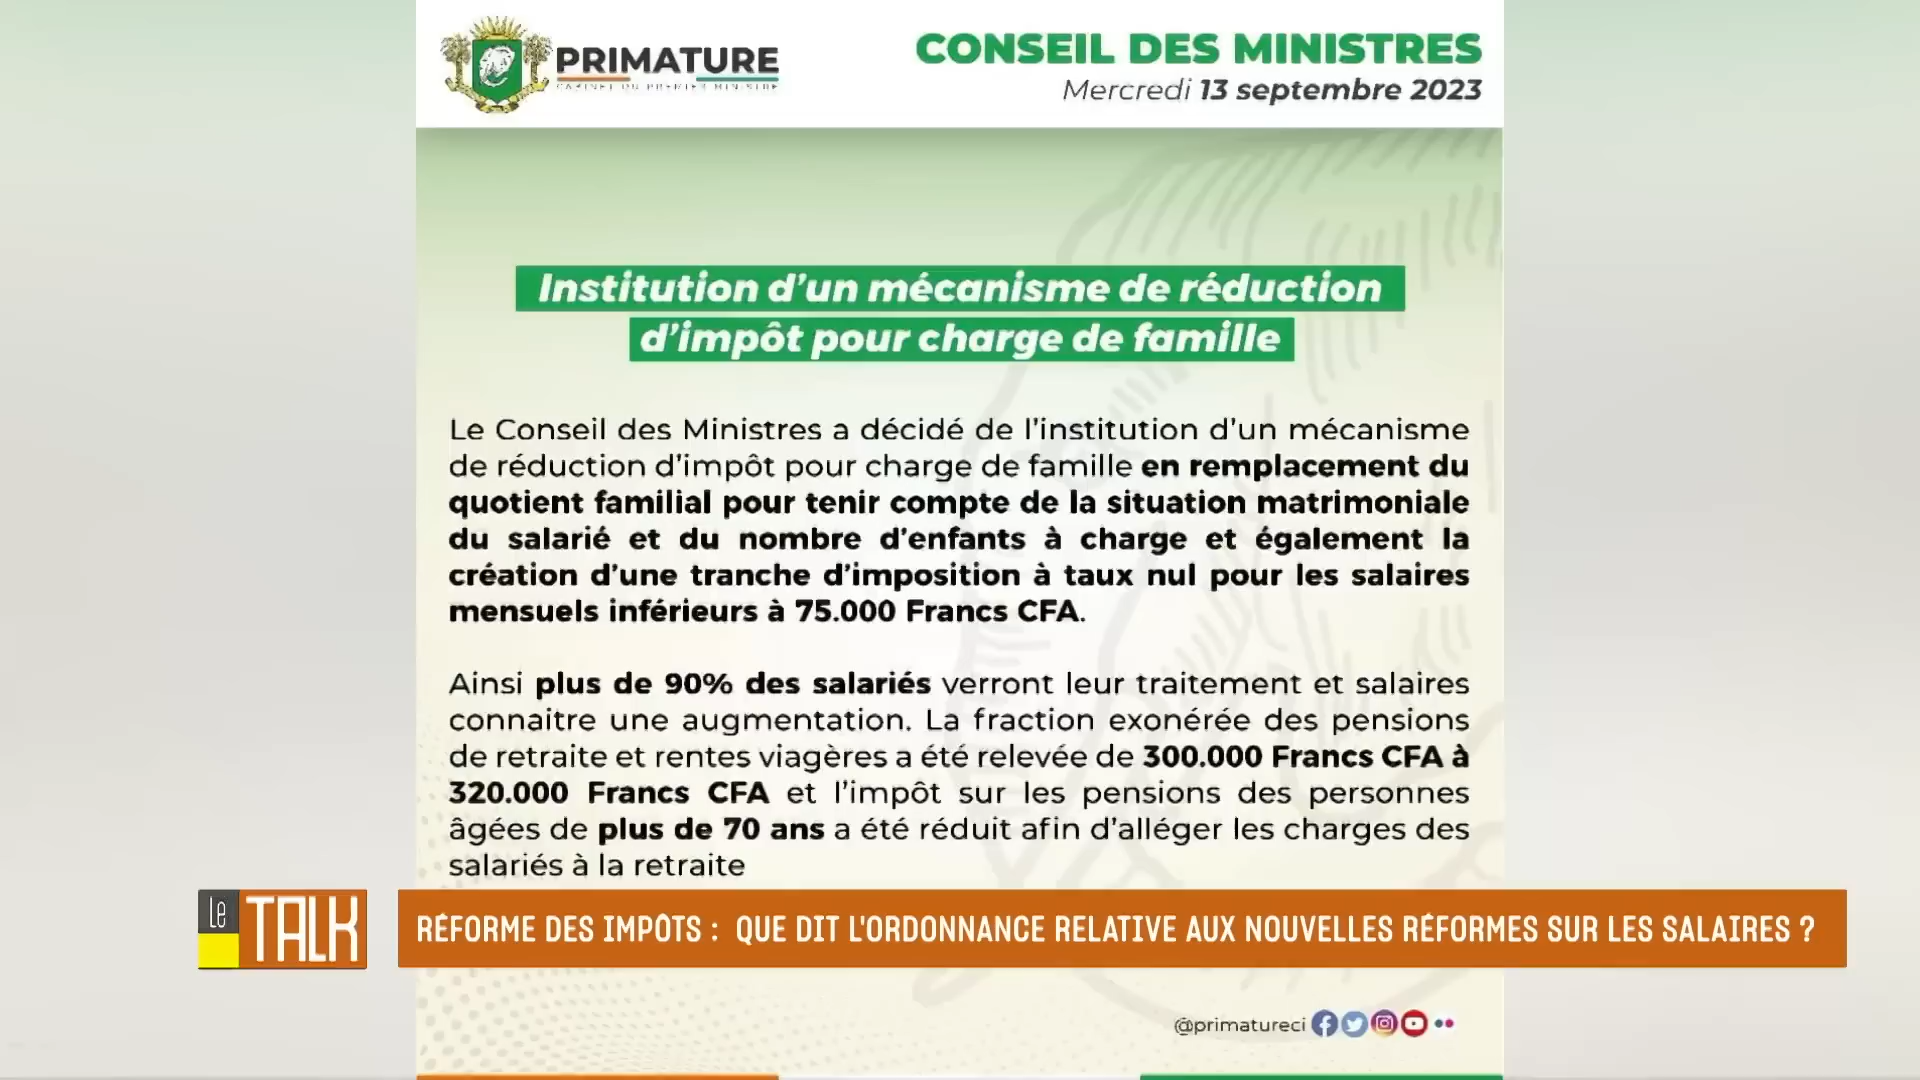 PRIMATURE
CABINET DU PREMIER MINISTRE
CONSEIL DES MINISTRES
Mercredi 13 septembre 2023
Institution d'un mécanisme de réduction
d'impôt pour charge de famille
Le Conseil des Ministres a décidé de l'institution d'un mécanisme
de réduction d'impôt pour charge de famille en remplacement du
quotient familial pour tenir compte de la situation matrimoniale
du salarié et du nombre d'enfants à charge et également la
création d'une tranche d'imposition à taux nul pour les salaires
mensuels inférieurs à 75.000 Francs CFA.
Ainsi plus de 90% des salariés verront leur traitement et salaires
connaitre une augmentation. La fraction exonérée des pensions
de retraite et rentes viagères a été relevée de 300.000 Francs CFA à
320.000 Francs CFA et l'impôt sur les pensions des personnes
âgées de plus de 70 ans a été réduit afin d'alléger les charges des
salariés à la retraite
Le TALK
RÉFORME DES IMPÔTS : QUE DIT L'ORDONNANCE RELATIVE AUX NOUVELLES RÉFORMES SUR LES SALAIRES ?
@primatureci